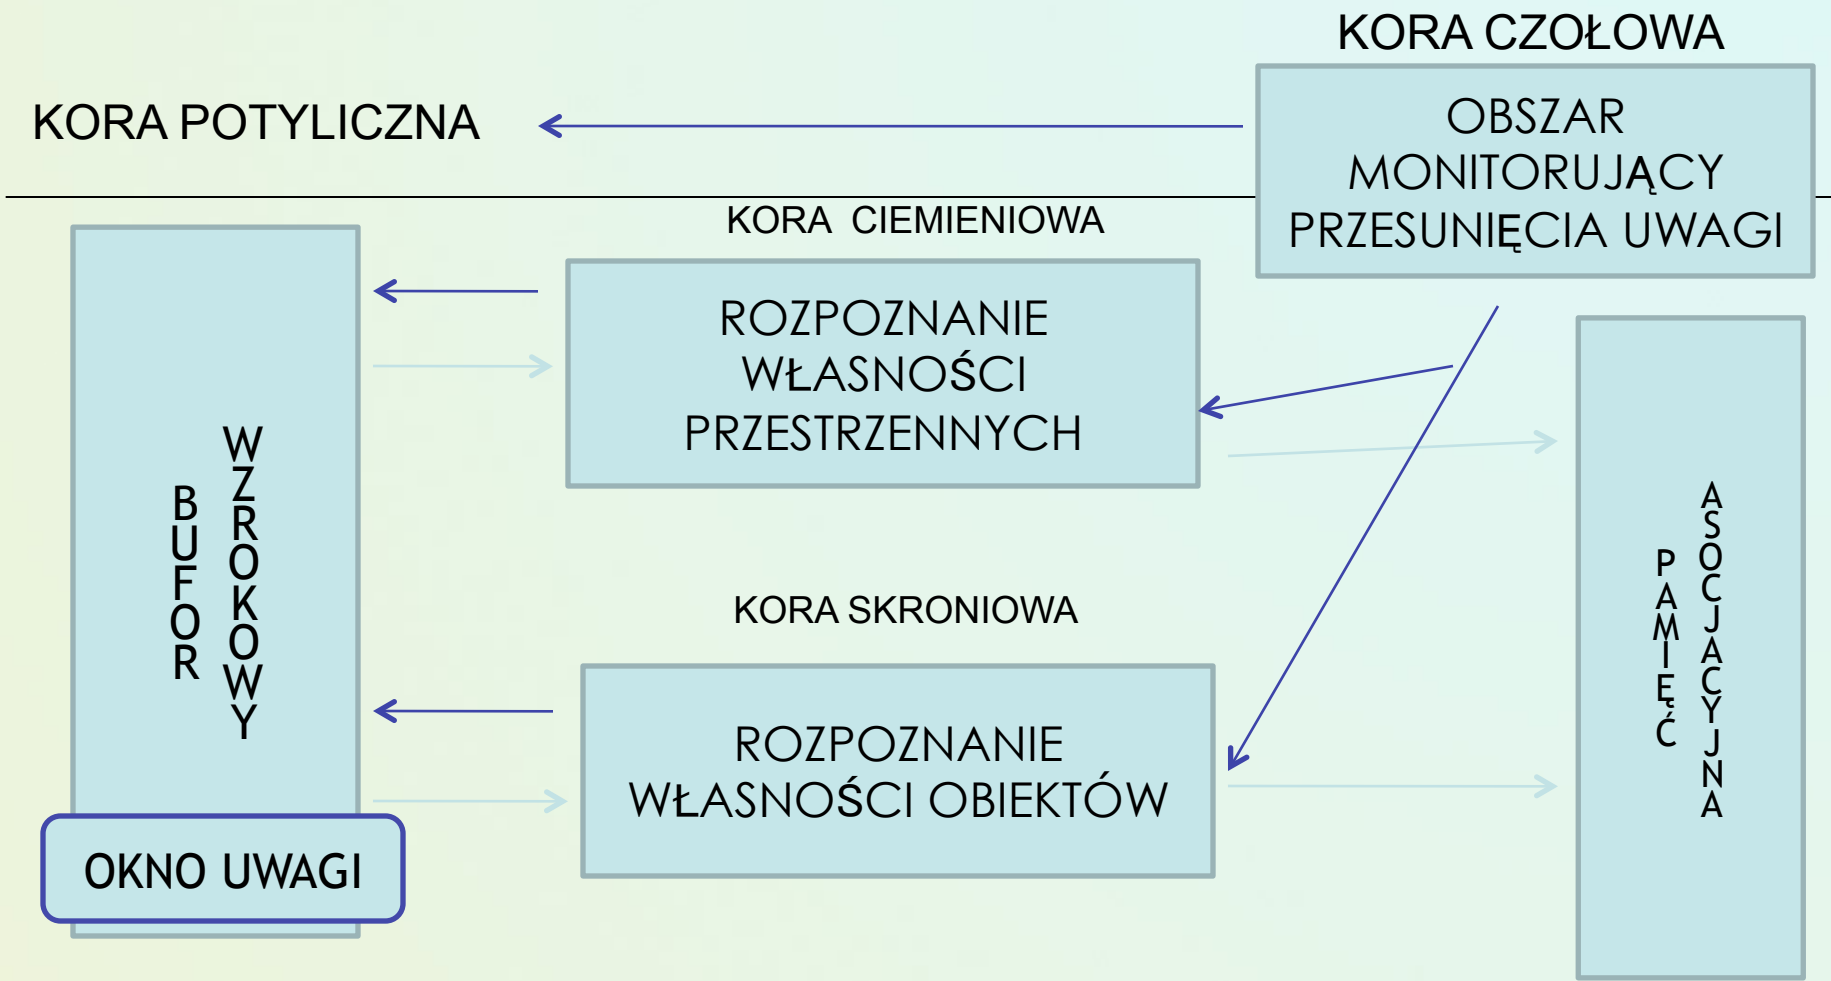 KORA CZOŁOWA
KORA POTYLICZNA
OBSZAR
MONITORUJĄCY
PRZESUNIĘCIA UWAGI
KORA CIEMIENIOWA
ROZPOZNANIE
WŁASNOŚCI
PRZESTRZENNYCH
BUFOR
WZROKOWY
PAMIĘĆ
ASOCJACYJNA
KORA SKRONIOWA
ROZPOZNANIE
WŁASNOŚCI OBIEKTÓW
OKNO UWAGI